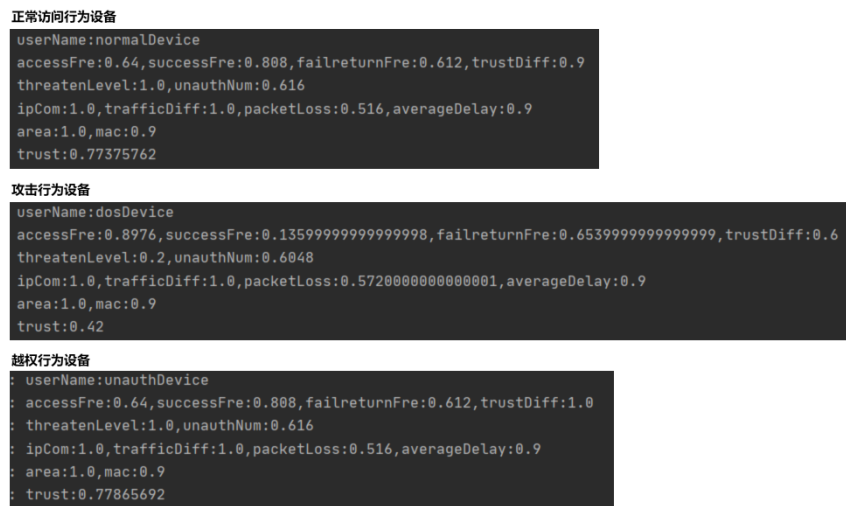 正常访问行为设备
userName:normalDevice
accessFre:0.64,successFre:0.808,failreturnFre:0.612,trustDiff:0.9
threatenLevel:1.0,unauthNum:0.616
ipCom:1.0,trafficDiff:1.0,packetLoss:0.516,averageDelay:0.9
area:1.0,mac:0.9
trust:0.77375762
攻击行为设备
userName:dosDevice
accessFre:0.8976,successFre:0.13599999999999998,failreturnFre:0.6539999999999999,trustDiff:0.6
threatenLevel:0.2,unauthNum:0.6048
ipCom:1.0,trafficDiff:1.0,packetLoss:0.5720000000000001,averageDelay:0.9
area:1.0,mac:0.9
trust:0.42
越权行为设备
: userName:unauthDevice
: accessFre:0.64,successFre:0.808,failreturnFre:0.612,trustDiff:1.0
: threatenLevel:1.0,unauthNum:0.616
: ipCom:1.0,trafficDiff:1.0,packetLoss:0.516,averageDelay:0.9
: area:1.0,mac:0.9
: trust:0.77865692